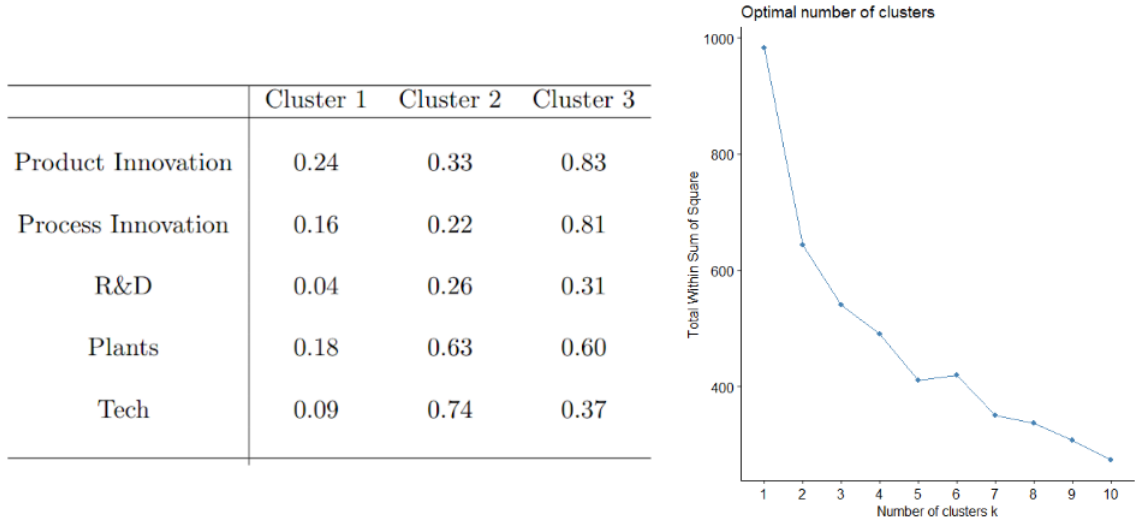 Cluster 1 Cluster 2 Cluster 3
Product Innovation 0.24 0.33 0.83
Process Innovation 0.16 0.22 0.81
R&D 0.04 0.26 0.31
Plants 0.18 0.63 0.60
Tech 0.09 0.74 0.37
Optimal number of clusters
Total Within Sum of Square
1000
800
600
400
1 2 3 4 5 6 7 8 9 10
Number of clusters k